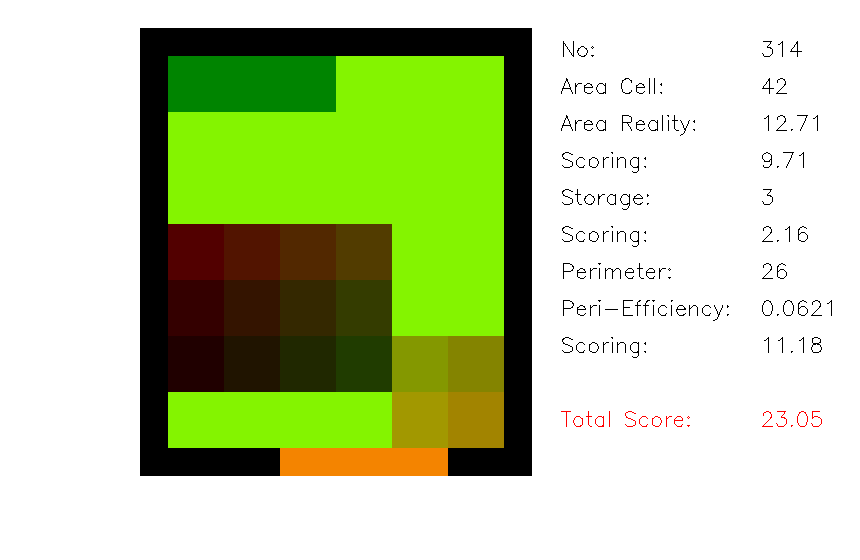 No: 314
Area Cell: 42
Area Reality: 12.71
Scoring: 9.71
Storage: 3
Scoring: 2.16
Perimeter: 26
Peri-Efficiency: 0.0621
Scoring: 11.18
Total Score: 23.05